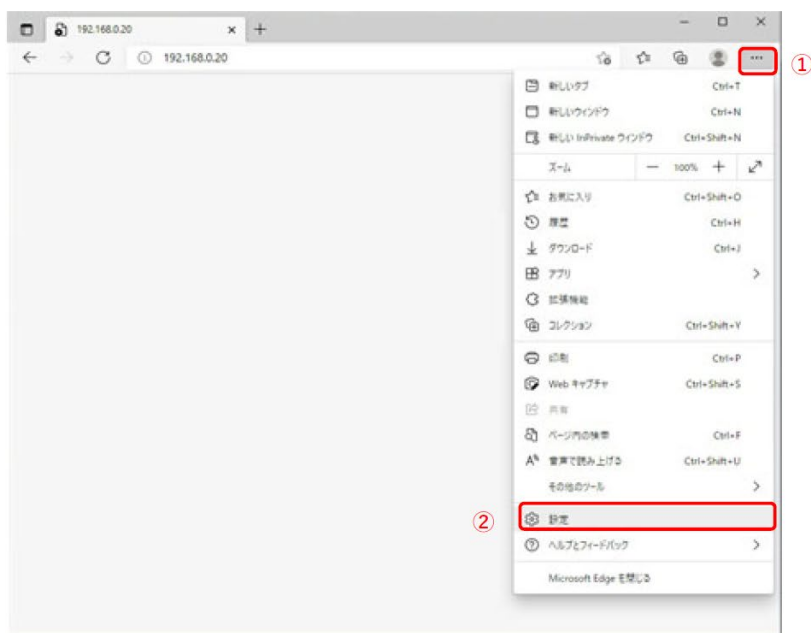 192.168.0.20
192.168.0.20
①
新しいタブ Ctrl+T
新しいウィンドウ Ctrl+N
新しい InPrivate ウィンドウ Ctrl+Shift+N
ズーム 100%
お気に入り Ctrl+Shift+O
履歴 Ctrl+H
ダウンロード Ctrl+J
アプリ
拡張機能
コレクション Ctrl+Shift+Y
印刷 Ctrl+P
Web キャプチャ Ctrl+Shift+S
共有
ページ内の検索 Ctrl+F
音声で読み上げる Ctrl+Shift+U
その他のツール
② 設定
ヘルプとフィードバック
Microsoft Edge を閉じる